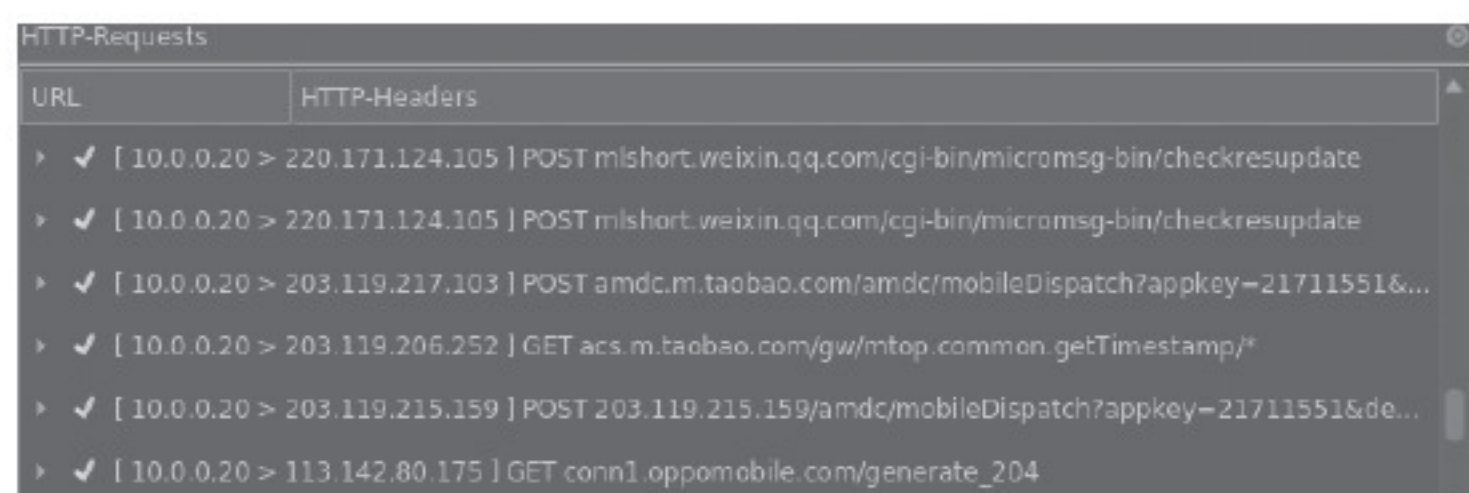 HTTP-Requests
URL HTTP-Headers
[ 10.0.0.20 > 220.171.124.105 ] POST mlshort.weixin.qq.com/cgi-bin/micromsg-bin/checkresupdate
[ 10.0.0.20 > 220.171.124.105 ] POST mlshort.weixin.qq.com/cgi-bin/micromsg-bin/checkresupdate
[ 10.0.0.20 > 203.119.217.103 ] POST amdc.m.taobao.com/amdc/mobileDispatch?appkey=21711551&...
[ 10.0.0.20 > 203.119.206.252 ] GET acs.m.taobao.com/gw/mtop.common.getTimestamp/*
[ 10.0.0.20 > 203.119.215.159 ] POST 203.119.215.159/amdc/mobileDispatch?appkey=21711551&de...
[ 10.0.0.20 > 113.142.80.175 ] GET conn1.oppomobile.com/generate_204